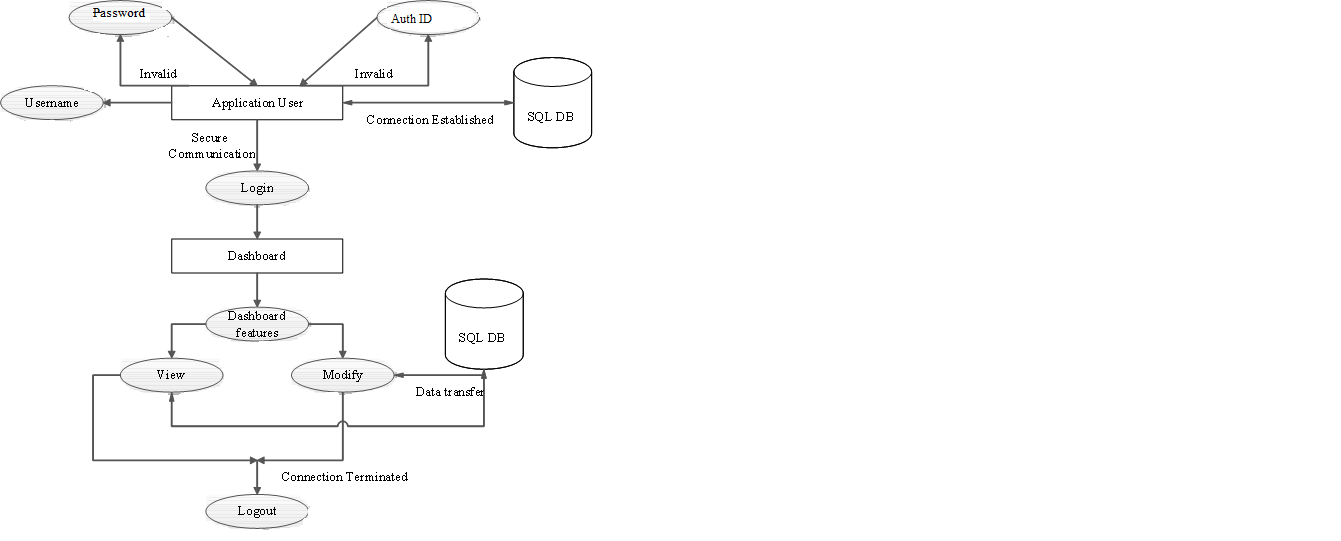 Password
Auth ID
Invalid
Invalid
Username
Application User
Connection Established
SQL DB
Secure
Communication
Login
Dashboard
Dashboard
features
SQL DB
View
Modify
Data transfer
Connection Terminated
Logout